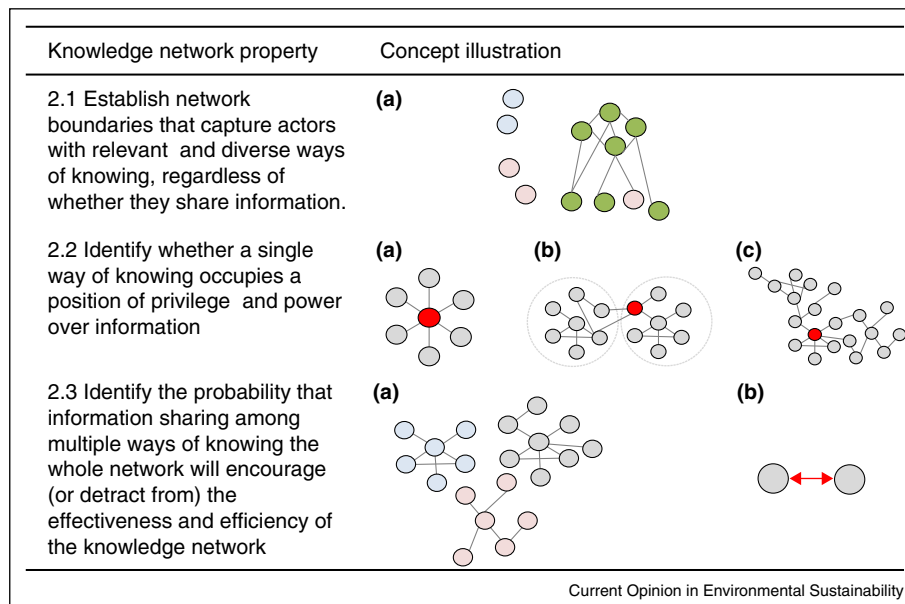 Knowledge network property
Concept illustration
2.1 Establish network
boundaries that capture actors
with relevant and diverse ways
of knowing, regardless of
whether they share information.
(a)
2.2 Identify whether a single
way of knowing occupies a
position of privilege and power
over information
(a)
(b)
(c)
2.3 Identify the probability that
information sharing among
multiple ways of knowing the
whole network will encourage
(or detract from) the
effectiveness and efficiency of
the knowledge network
(a)
(b)
Current Opinion in Environmental Sustainability